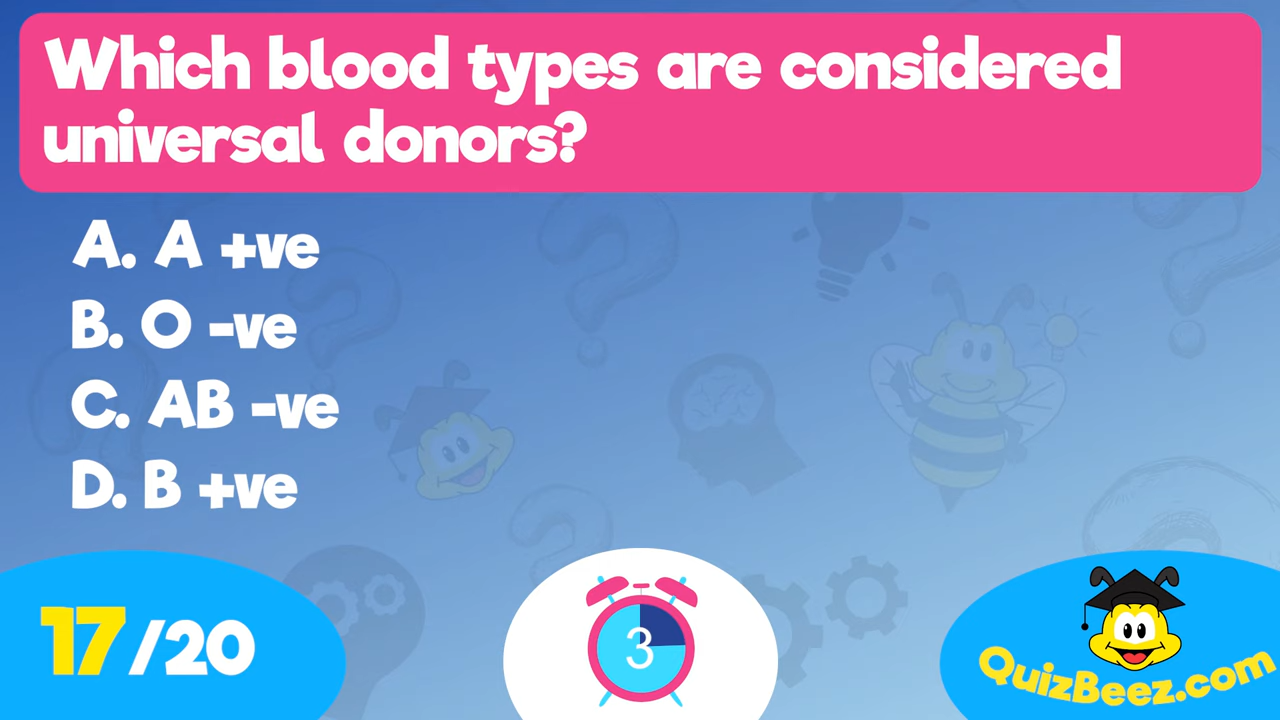 Which blood types are considered
universal donors?
A. A +ve
B. O -ve
C. AB -ve
D. B +ve
17/20
3
QuizBeez.com